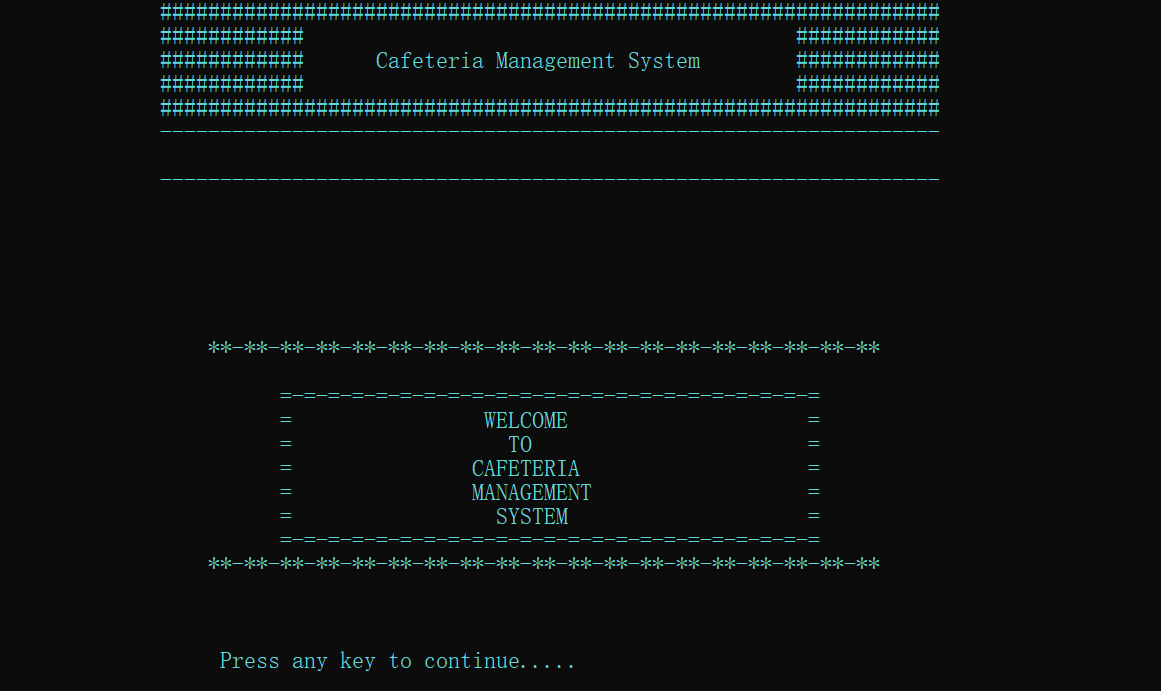 #################################################################
############                                         ############
############      Cafeteria Management System        ############
############                                         ############
#################################################################
-----------------------------------------------------------------
-----------------------------------------------------------------
**-**-**-**-**-**-**-**-**-**-**-**-**-**-**-**-**-**-**
=-=-=-=-=-=-=-=-=-=-=-=-=-=-=-=-=-=-=-=-=-=-=
=                WELCOME                    =
=                  TO                       =
=               CAFETERIA                   =
=               MANAGEMENT                  =
=                 SYSTEM                    =
=-=-=-=-=-=-=-=-=-=-=-=-=-=-=-=-=-=-=-=-=-=-=
**-**-**-**-**-**-**-**-**-**-**-**-**-**-**-**-**-**-**
Press any key to continue.....